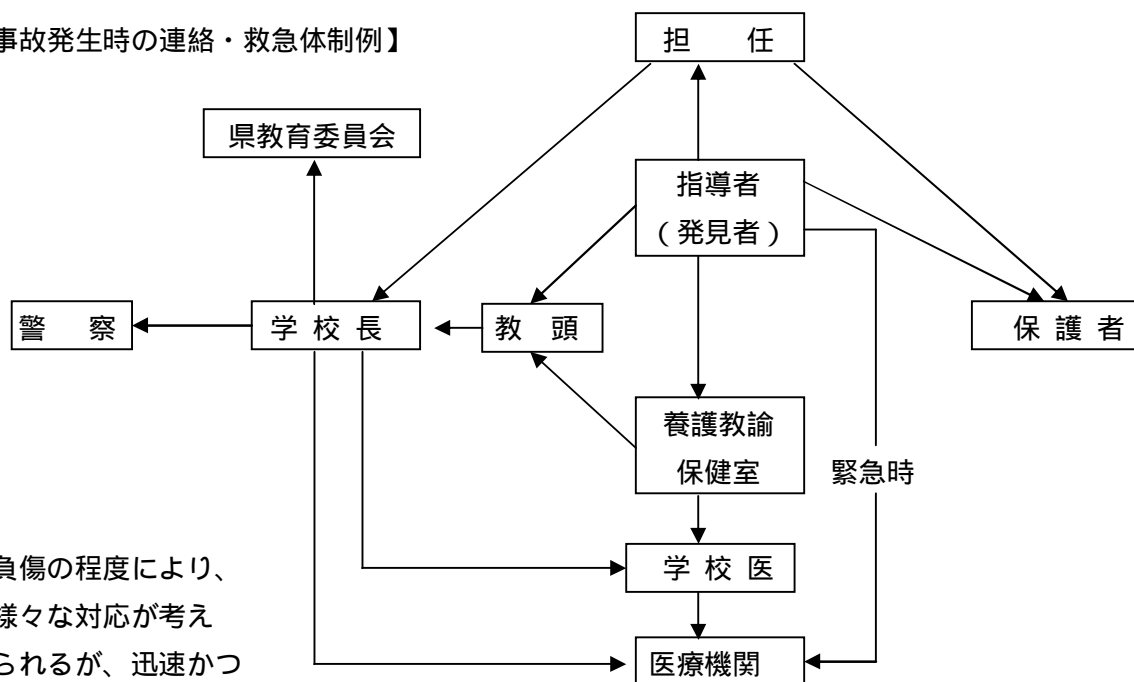 事故発生時の連絡・救急体制例】
担　任
県教育委員会
指導者
（発見者）
警　察
学 校 長
教　頭
保 護 者
養護教諭
保健室
緊急時
学 校 医
医療機関
負傷の程度により、
様々な対応が考え
られるが、迅速かつ